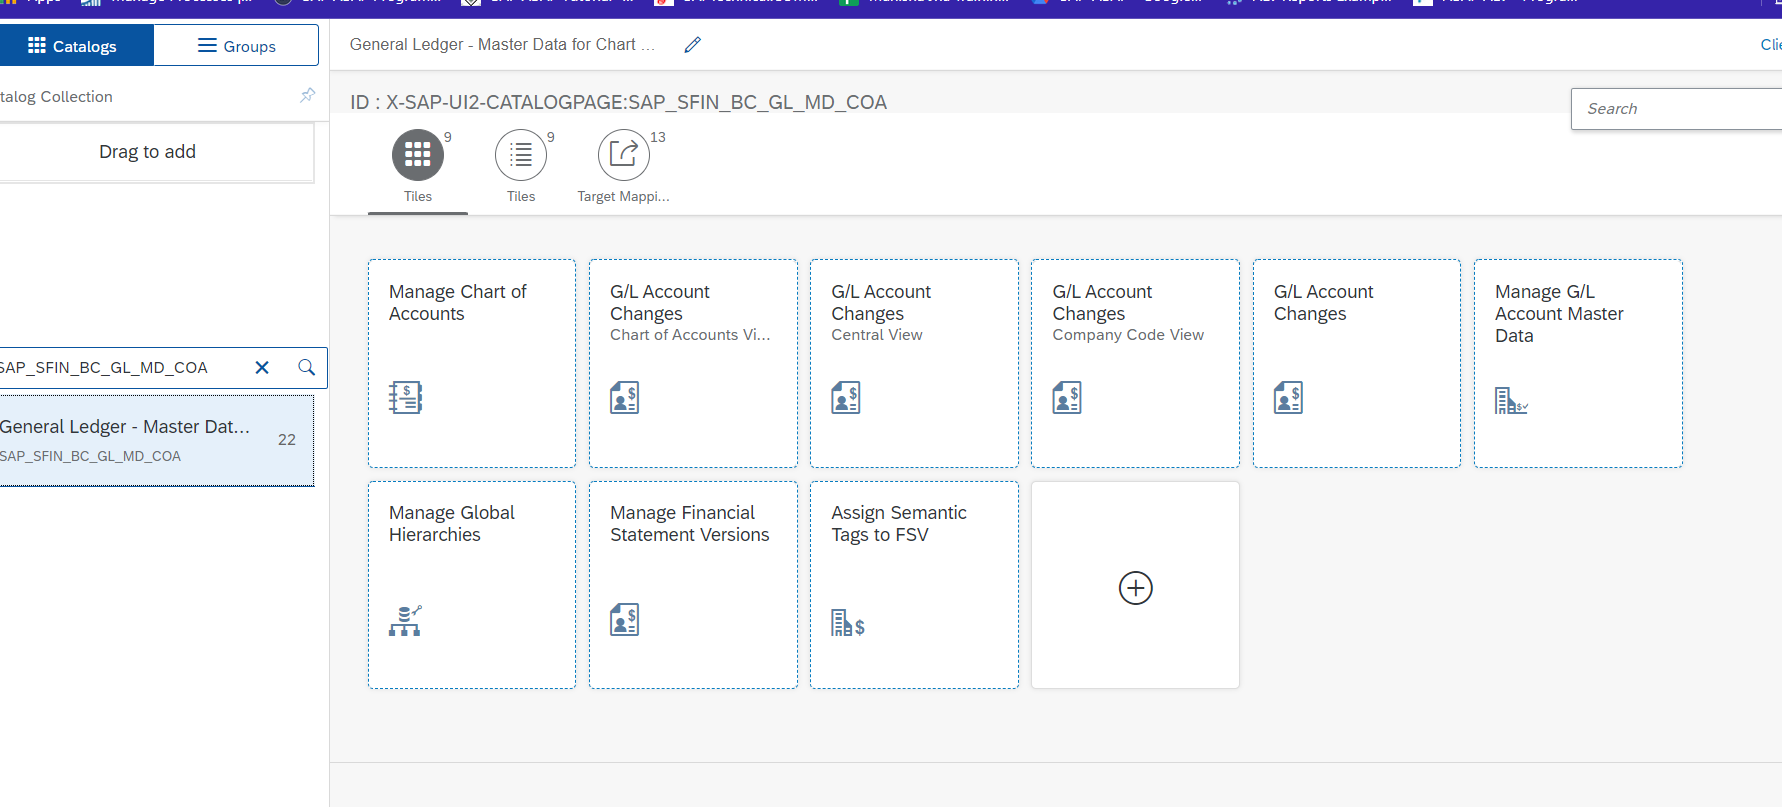 Catalogs
Groups
talog Collection
Drag to add
SAP_SFIN_BC_GL_MD_COA
General Ledger - Master Dat...
22
SAP_SFIN_BC_GL_MD_COA
General Ledger - Master Data for Chart ...
Clie
ID : X-SAP-UI2-CATALOGPAGE:SAP_SFIN_BC_GL_MD_COA
Search
9
Tiles
9
Tiles
13
Target Mappi...
Manage Chart of
Accounts
G/L Account
Changes
Chart of Accounts Vi...
G/L Account
Changes
Central View
G/L Account
Changes
Company Code View
G/L Account
Changes
Manage G/L
Account Master
Data
Manage Global
Hierarchies
Manage Financial
Statement Versions
Assign Semantic
Tags to FSV